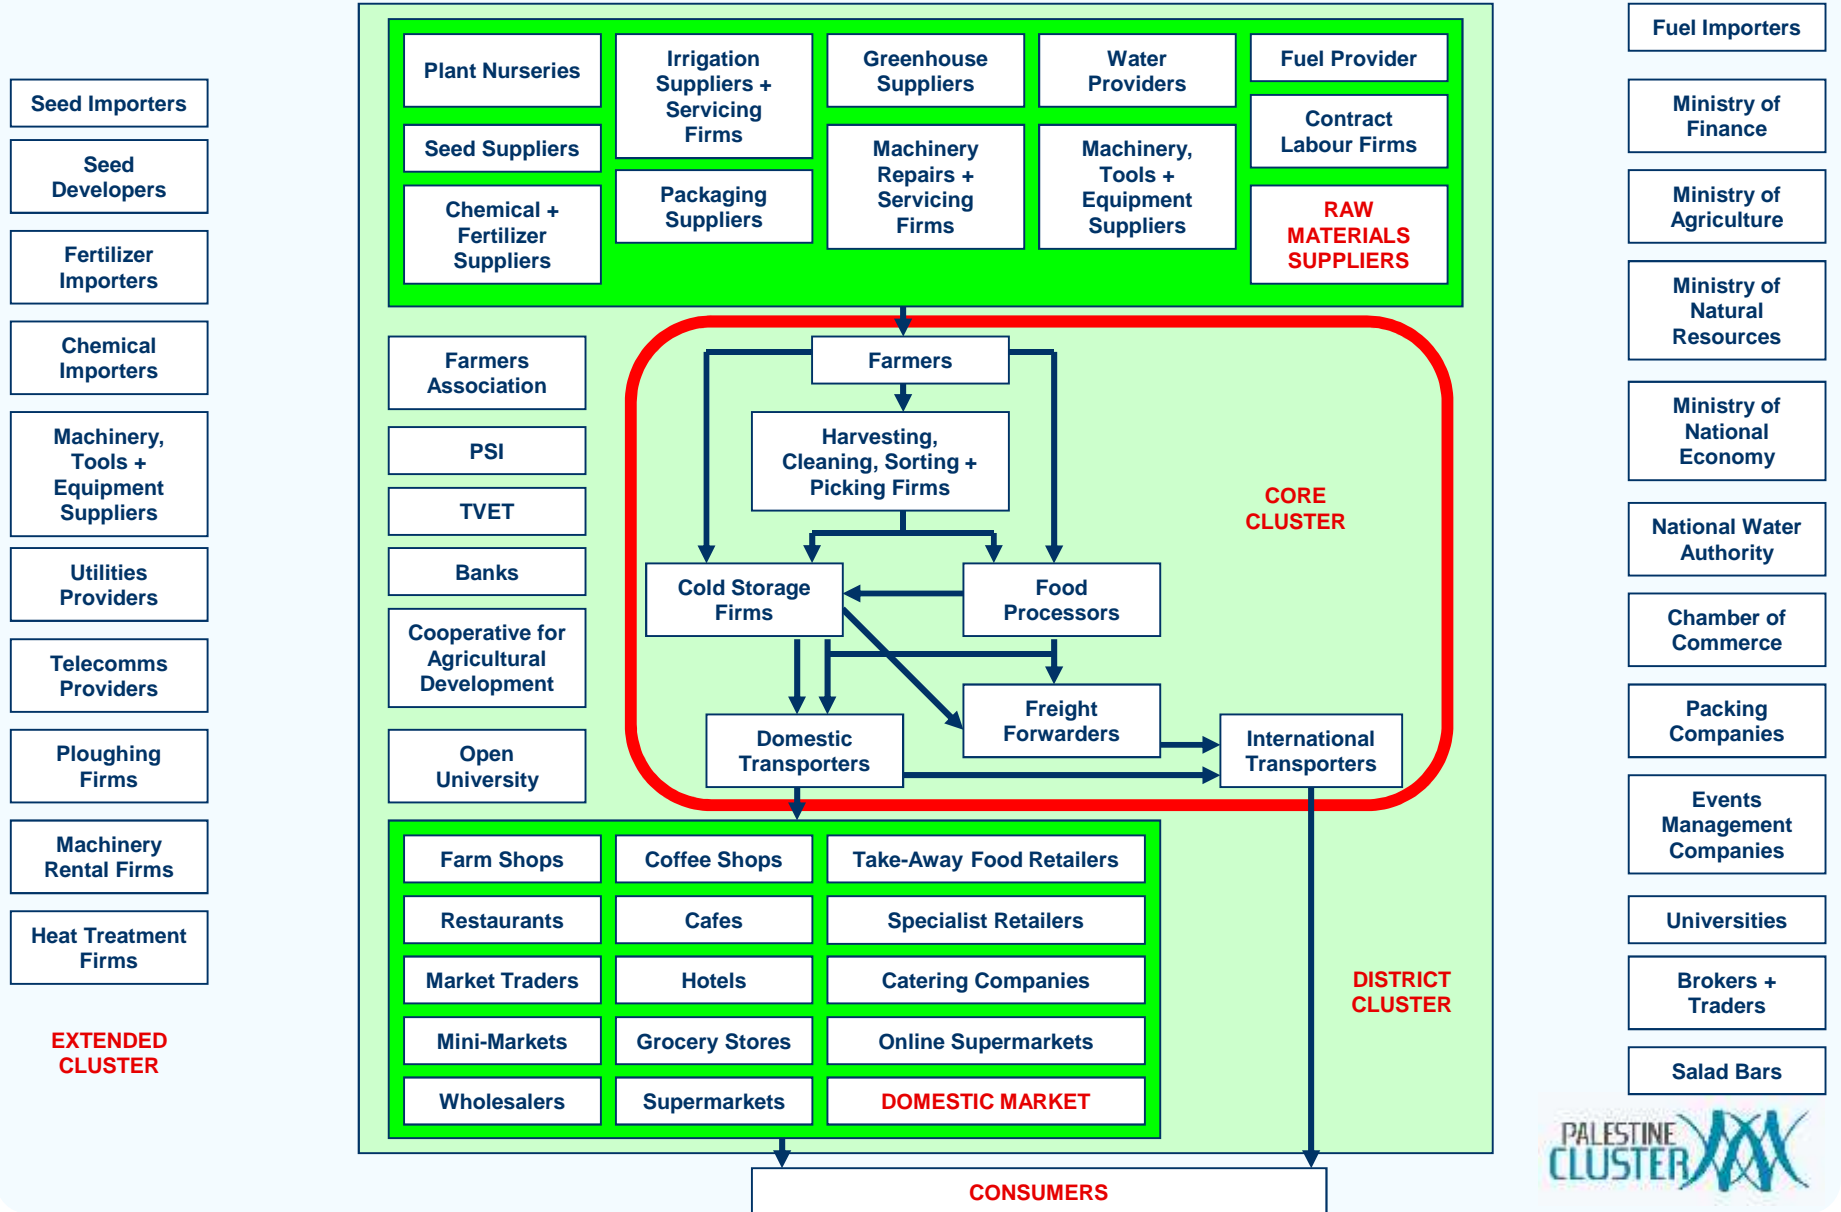 Seed Importers
Seed
Developers
Fertilizer
Importers
Chemical
Importers
Machinery,
Tools +
Equipment
Suppliers
Utilities
Providers
Telecomms
Providers
Ploughing
Firms
Machinery
Rental Firms
Heat Treatment
Firms
EXTENDED
CLUSTER
Plant Nurseries
Seed Suppliers
Chemical +
Fertilizer
Suppliers
Irrigation
Suppliers +
Servicing
Firms
Packaging
Suppliers
Greenhouse
Suppliers
Machinery
Repairs +
Servicing
Firms
Water
Providers
Machinery,
Tools +
Equipment
Suppliers
Fuel Provider
Contract
Labour Firms
RAW
MATERIALS
SUPPLIERS
Farmers
Association
PSI
TVET
Banks
Cooperative for
Agricultural
Development
Open
University
Farmers
Harvesting,
Cleaning, Sorting +
Picking Firms
CORE
CLUSTER
Cold Storage
Firms
Food
Processors
Freight
Forwarders
Domestic
Transporters
International
Transporters
Farm Shops
Restaurants
Market Traders
Mini-Markets
Wholesalers
Coffee Shops
Cafes
Hotels
Grocery Stores
Supermarkets
Take-Away Food Retailers
Specialist Retailers
Catering Companies
Online Supermarkets
DOMESTIC MARKET
DISTRICT
CLUSTER
CONSUMERS
Fuel Importers
Ministry of
Finance
Ministry of
Agriculture
Ministry of
Natural
Resources
Ministry of
National
Economy
National Water
Authority
Chamber of
Commerce
Packing
Companies
Events
Management
Companies
Universities
Brokers +
Traders
Salad Bars
PALESTINE
CLUSTER